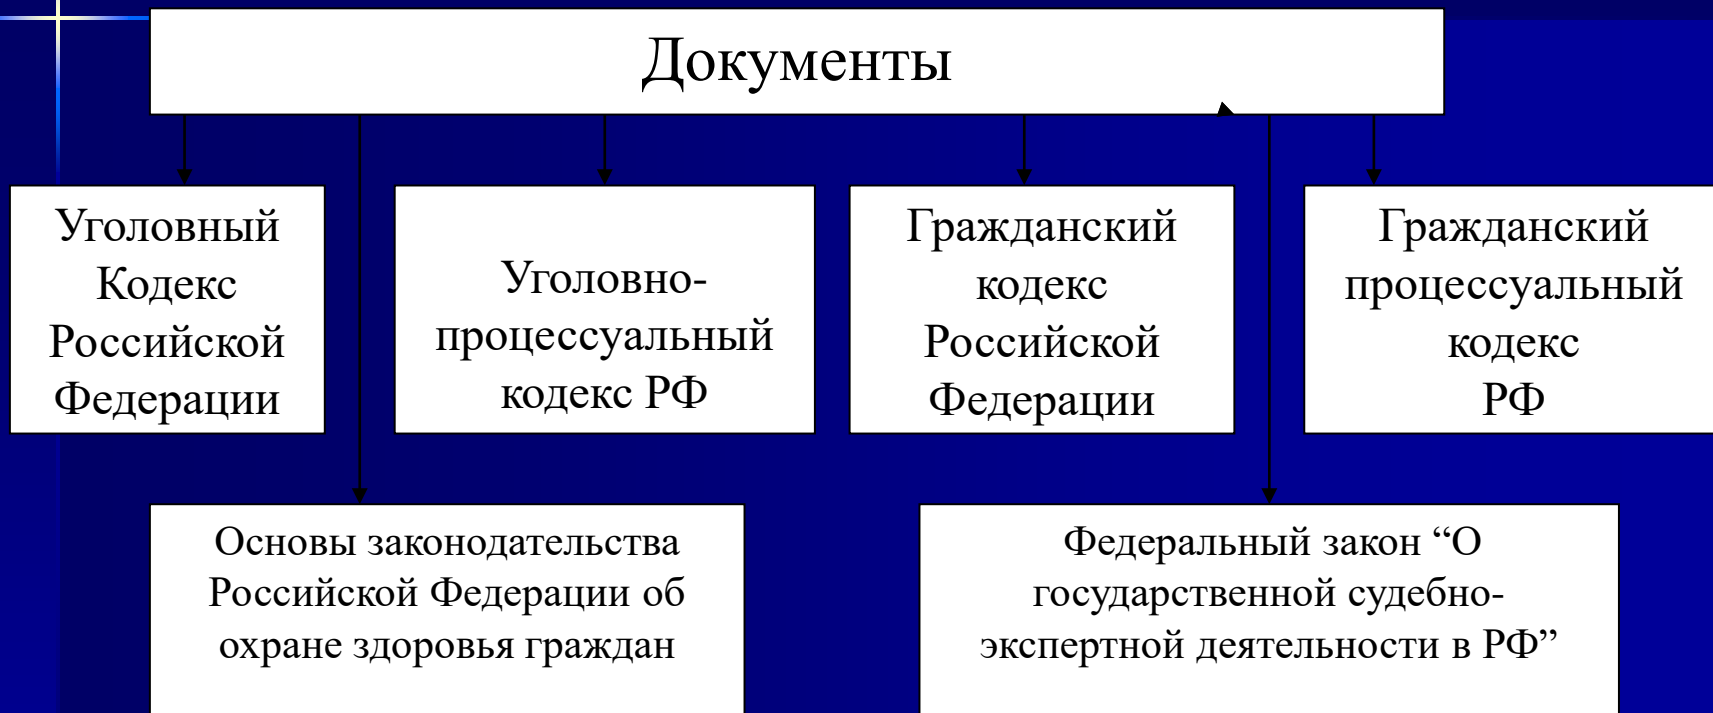 Документы
Уголовный
Кодекс
Российской
Федерации
Уголовно-
процессуальный
кодекс РФ
Гражданский
кодекс
Российской
Федерации
Гражданский
процессуальный
кодекс
РФ
Основы законодательства
Российской Федерации об
охране здоровья граждан
Федеральный закон “О
государственной судебно-
экспертной деятельности в РФ”